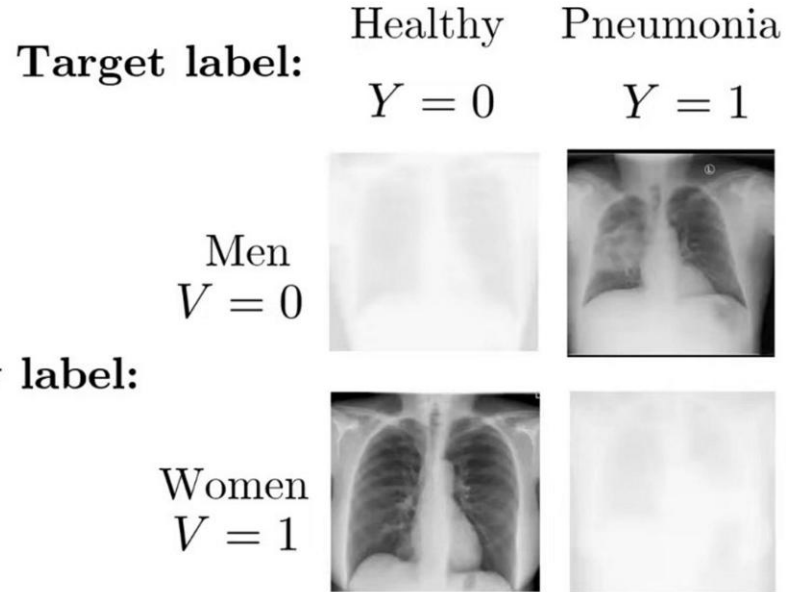 Healthy Pneumonia
Target label:
Y = 0 Y = 1
Men
V = 0
label:
Women
V = 1